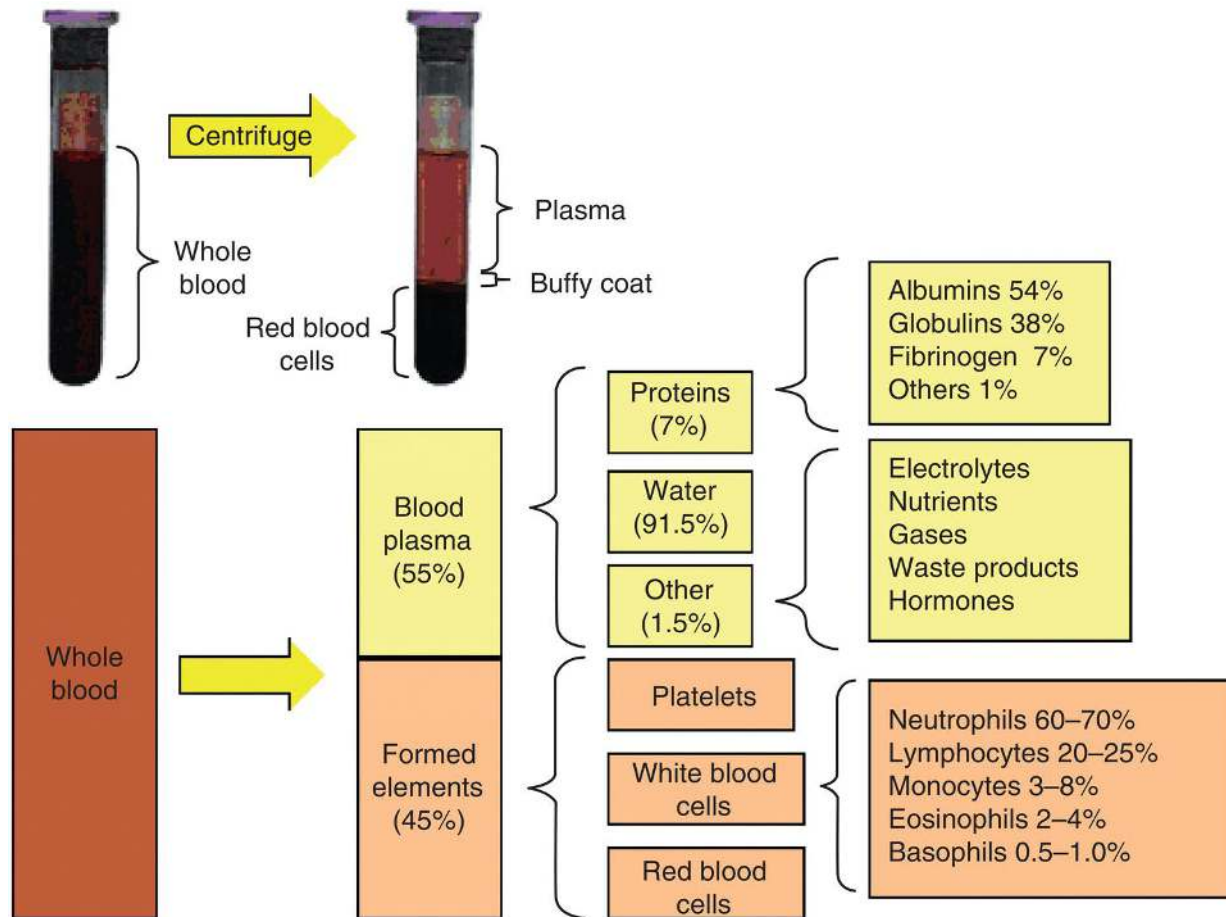 Centrifuge
Whole
blood
Plasma
Buffy coat
Red blood
cells
Whole
blood
Blood
plasma
(55%)
Formed
elements
(45%)
Proteins
(7%)
Water
(91.5%)
Other
(1.5%)
Platelets
White blood
cells
Red blood
cells
Albumins 54%
Globulins 38%
Fibrinogen 7%
Others 1%
Electrolytes
Nutrients
Gases
Waste products
Hormones
Neutrophils 60–70%
Lymphocytes 20–25%
Monocytes 3–8%
Eosinophils 2–4%
Basophils 0.5–1.0%